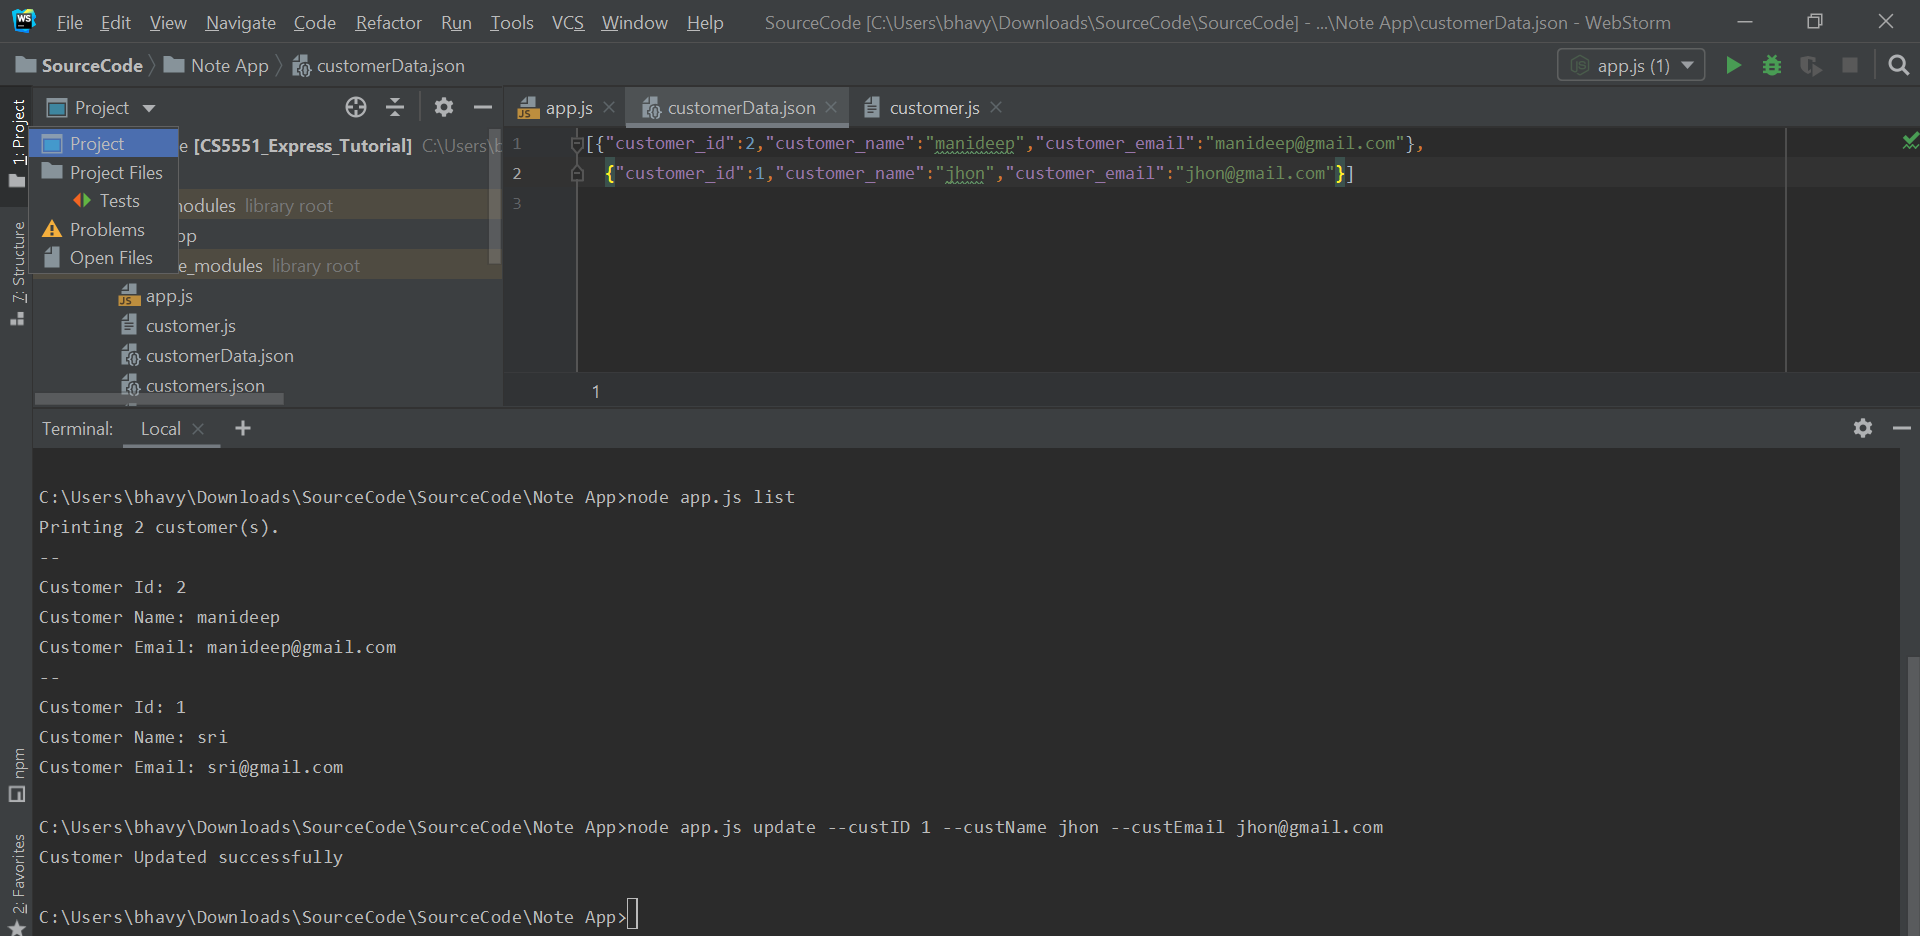 WS File Edit View Navigate Code Refactor Run Tools VCS Window Help SourceCode [C:\Users\bhavy\Downloads\SourceCode\SourceCode] - ...\Note App\customerData.json - WebStorm
SourceCode Note App customerData.json app.js (1)
1: Project
7: Structure
npm
2: Favorites
Project
Project
Project Files
Tests
Problems
Open Files
e [CS5551_Express_Tutorial] C:\Users\b
nodules library root
pp
e_modules library root
app.js
customer.js
customerData.json
customers.json
app.js customerData.json customer.js
1 [{"customer_id":2,"customer_name":"manideep","customer_email":"manideep@gmail.com"},
2 {"customer_id":1,"customer_name":"jhon","customer_email":"jhon@gmail.com"}]
3
1
Terminal: Local
C:\Users\bhavy\Downloads\SourceCode\SourceCode\Note App>node app.js list
Printing 2 customer(s).
--
Customer Id: 2
Customer Name: manideep
Customer Email: manideep@gmail.com
--
Customer Id: 1
Customer Name: sri
Customer Email: sri@gmail.com
C:\Users\bhavy\Downloads\SourceCode\SourceCode\Note App>node app.js update --custID 1 --custName jhon --custEmail jhon@gmail.com
Customer Updated successfully
C:\Users\bhavy\Downloads\SourceCode\SourceCode\Note App>